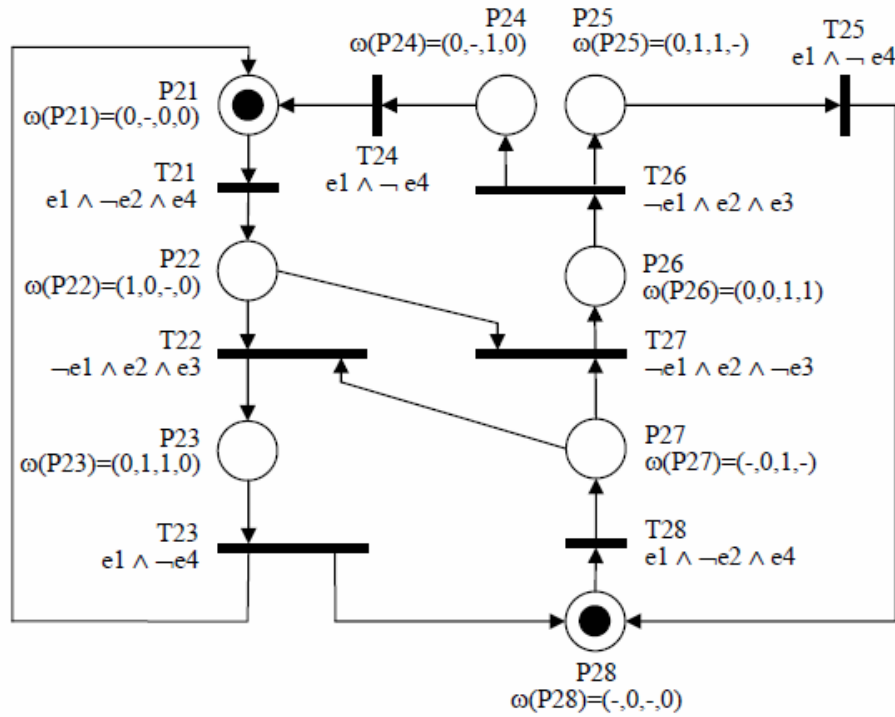 P24
ω(P24)=(0,-,1,0)
P25
ω(P25)=(0,1,1,-)
T25
e1 ∧ ¬ e4
P21
ω(P21)=(0,-,0,0)
T24
e1 ∧ ¬ e4
T21
e1 ∧ ¬e2 ∧ e4
T26
¬e1 ∧ e2 ∧ e3
P22
ω(P22)=(1,0,-,0)
P26
ω(P26)=(0,0,1,1)
T22
¬e1 ∧ e2 ∧ e3
T27
¬e1 ∧ e2 ∧ ¬e3
P23
ω(P23)=(0,1,1,0)
P27
ω(P27)=(-,0,1,-)
T23
e1 ∧ ¬e4
T28
e1 ∧ ¬e2 ∧ e4
P28
ω(P28)=(-,0,-,0)